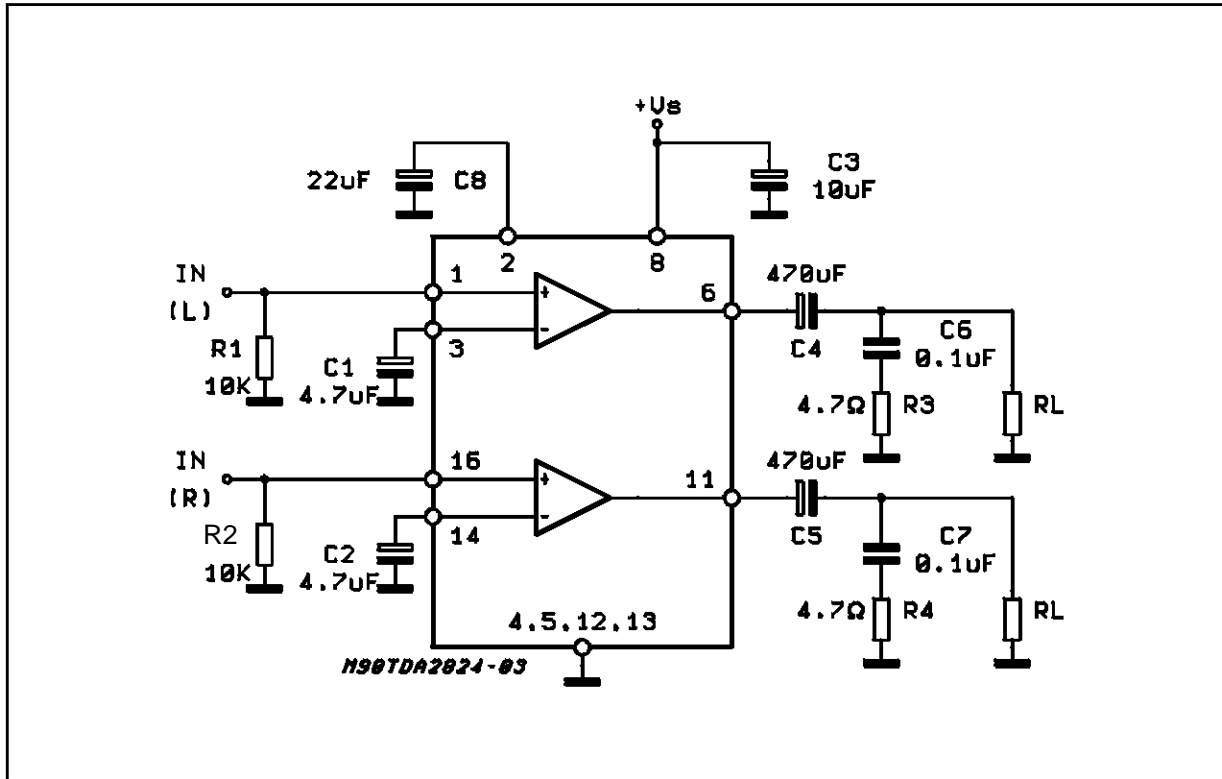 +Vs
22uF
C8
C3
10uF
2
8
IN
(L)
1
6
470uF
3
R1
10K
C1
4.7uF
C4
C6
0.1uF
4.7Ω
R3
RL
IN
(R)
16
11
470uF
14
R2
10K
C2
4.7uF
C5
C7
0.1uF
4.7Ω
R4
RL
4.5.12.13
M90TDA2824-03
+
-
+
-